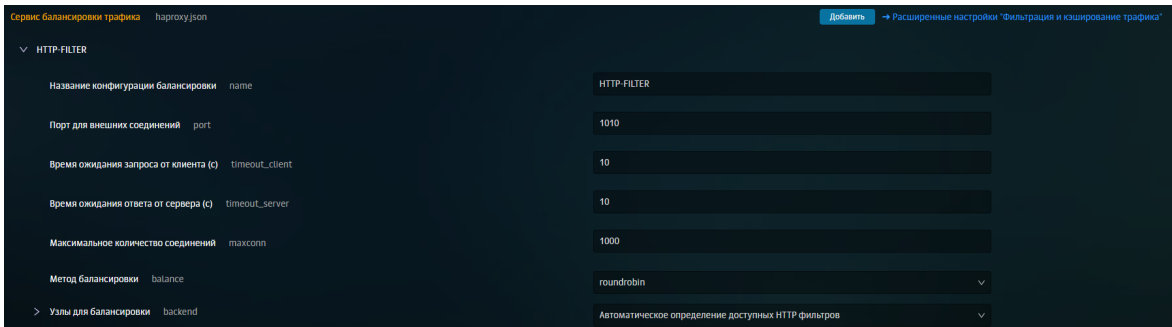 Сервис балансировки трафика haproxy.json Добавить → Расширенные настройки "Фильтрация и кэширование трафика"
HTTP-FILTER
Название конфигурации балансировки name HTTP-FILTER
Порт для внешних соединений port 1010
Время ожидания запроса от клиента (с) timeout_client 10
Время ожидания ответа от сервера (с) timeout_server 10
Максимальное количество соединений maxconn 1000
Метод балансировки balance roundrobin
Узлы для балансировки backend Автоматическое определение доступных HTTP фильтров